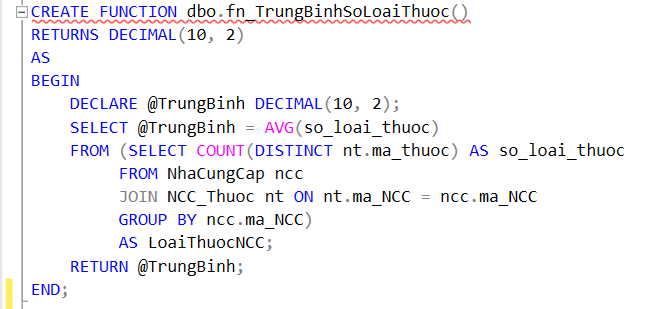 CREATE FUNCTION dbo.fn_TrungBinhSoLoaiThuoc()
RETURNS DECIMAL(10, 2)
AS
BEGIN
    DECLARE @TrungBinh DECIMAL(10, 2);
    SELECT @TrungBinh = AVG(so_loai_thuoc)
    FROM (SELECT COUNT(DISTINCT nt.ma_thuoc) AS so_loai_thuoc
         FROM NhaCungCap ncc
         JOIN NCC_Thuoc nt ON nt.ma_NCC = ncc.ma_NCC
         GROUP BY ncc.ma_NCC)
         AS LoaiThuocNCC;
    RETURN @TrungBinh;
END;